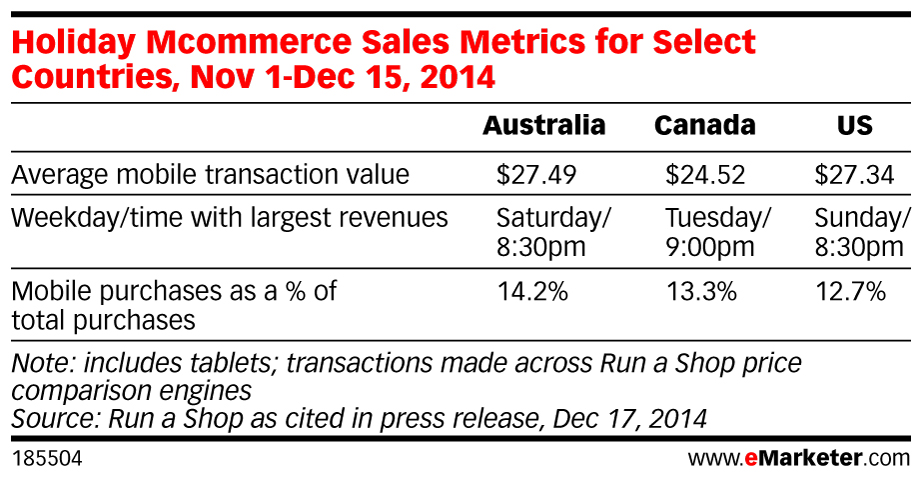 Holiday Mcommerce Sales Metrics for Select
Countries, Nov 1-Dec 15, 2014
Australia Canada US
Average mobile transaction value $27.49 $24.52 $27.34
Weekday/time with largest revenues Saturday/ Tuesday/ Sunday/
8:30pm 9:00pm 8:30pm
Mobile purchases as a % of 14.2% 13.3% 12.7%
total purchases
Note: includes tablets; transactions made across Run a Shop price
comparison engines
Source: Run a Shop as cited in press release, Dec 17, 2014
185504 www.eMarketer.com